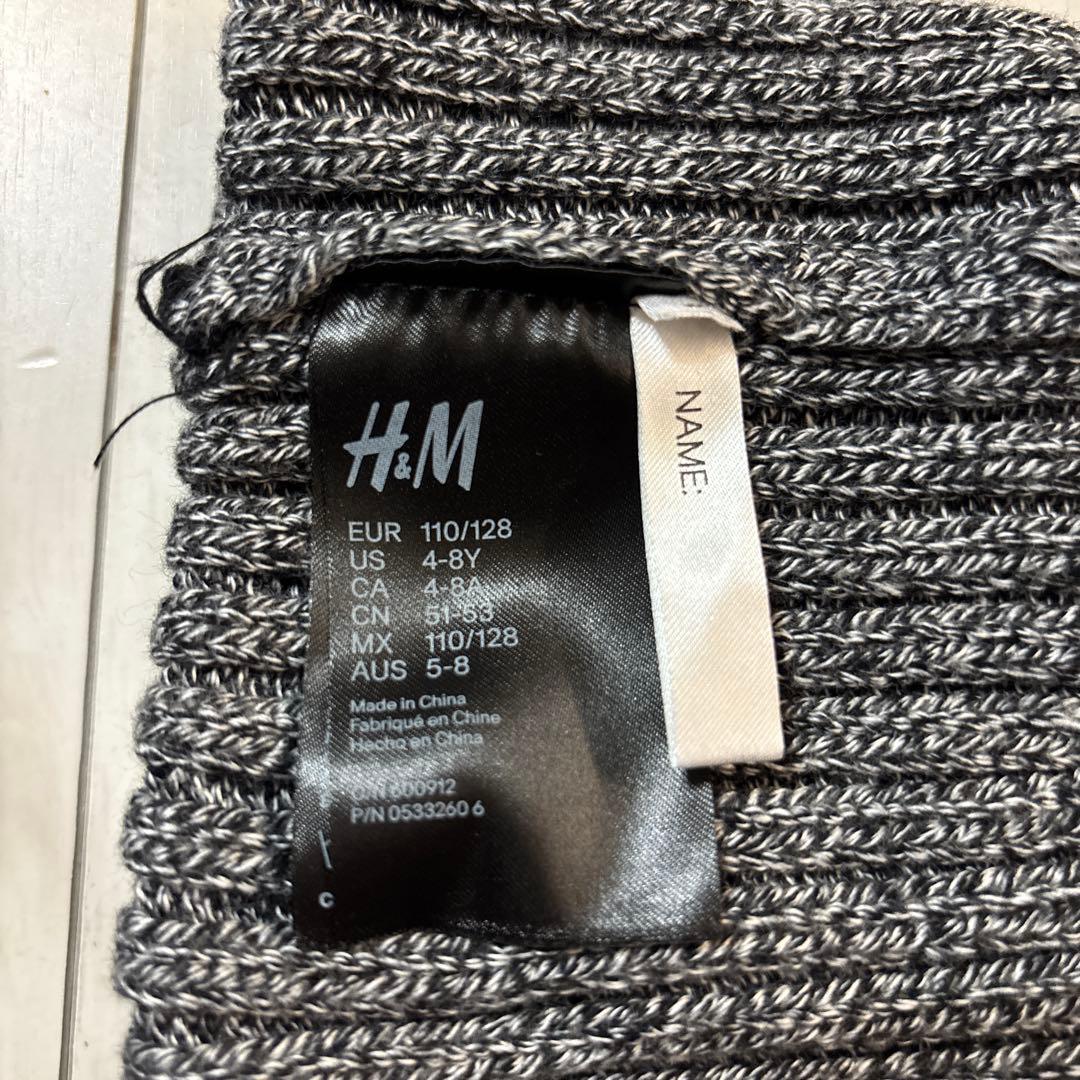 H&M
EUR 110/128
US 4-8Y
CA 4-8A
CN 51-53
MX 110/128
AUS 5-8
Made in China
Fabriqué en Chine
Hecho en China
O/N 600912
P/N 0533260 6
C
NAME: